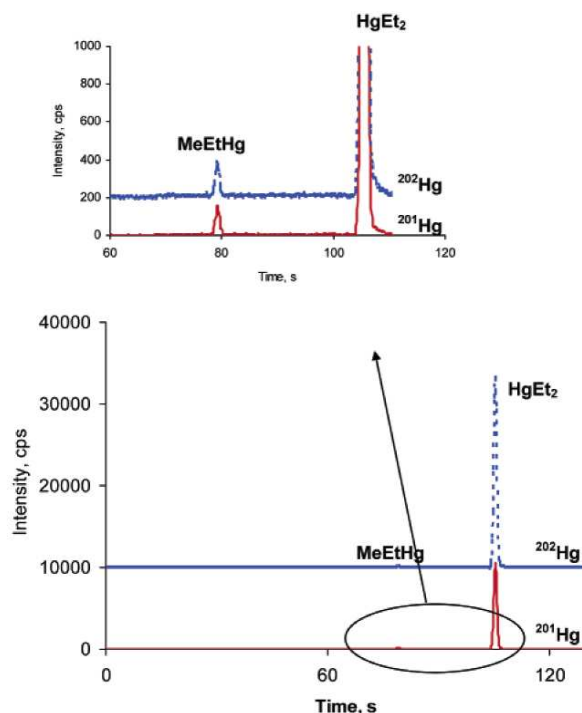 HgEt₂
1000
800
MeEtHg
600
400
²⁰²Hg
200
²⁰¹Hg
0
60
80
100
120
Intensity, cps
Time, s
40000
HgEt₂
30000
20000
MeEtHg
²⁰²Hg
10000
²⁰¹Hg
0
0
60
120
Intensity, cps
Time, s